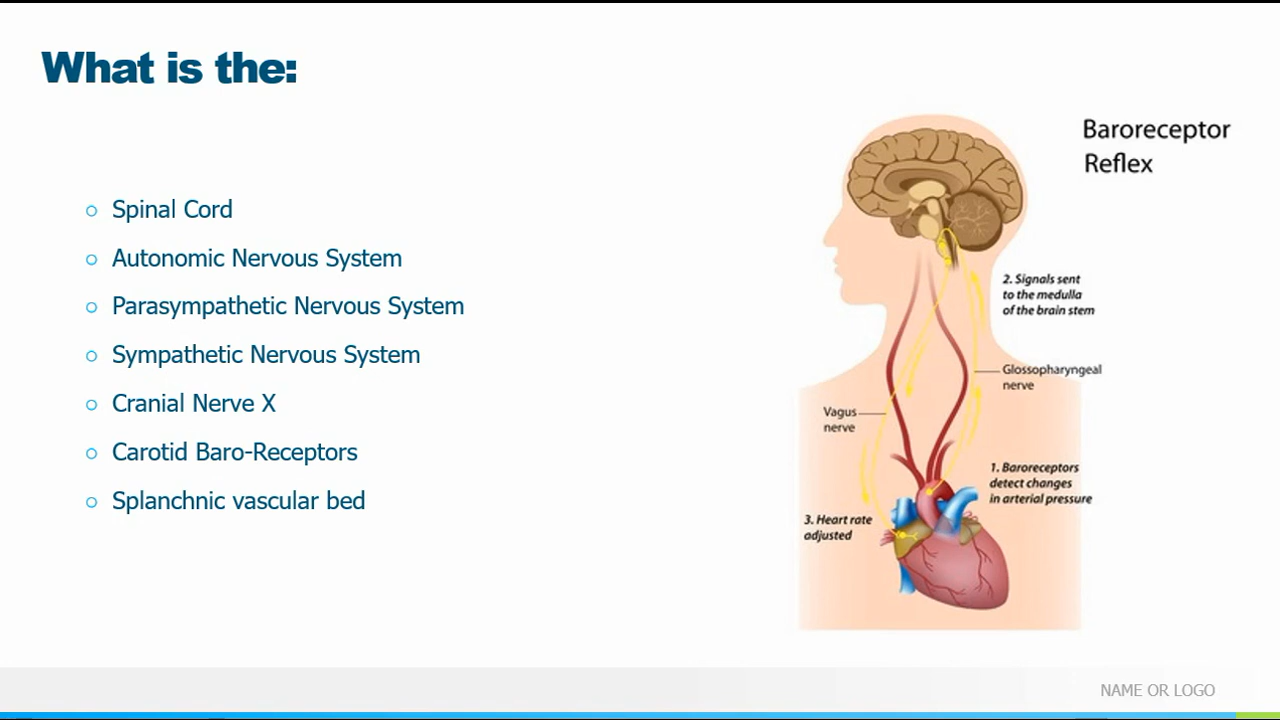 What is the:
Spinal Cord
Autonomic Nervous System
Parasympathetic Nervous System
Sympathetic Nervous System
Cranial Nerve X
Carotid Baro-Receptors
Splanchnic vascular bed
Baroreceptor
Reflex
2. Signals sent
to the medulla
of the brain stem
Glossopharyngeal
nerve
Vagus
nerve
1. Baroreceptors
detect changes
in arterial pressure
3. Heart rate
adjusted
NAME OR LOGO